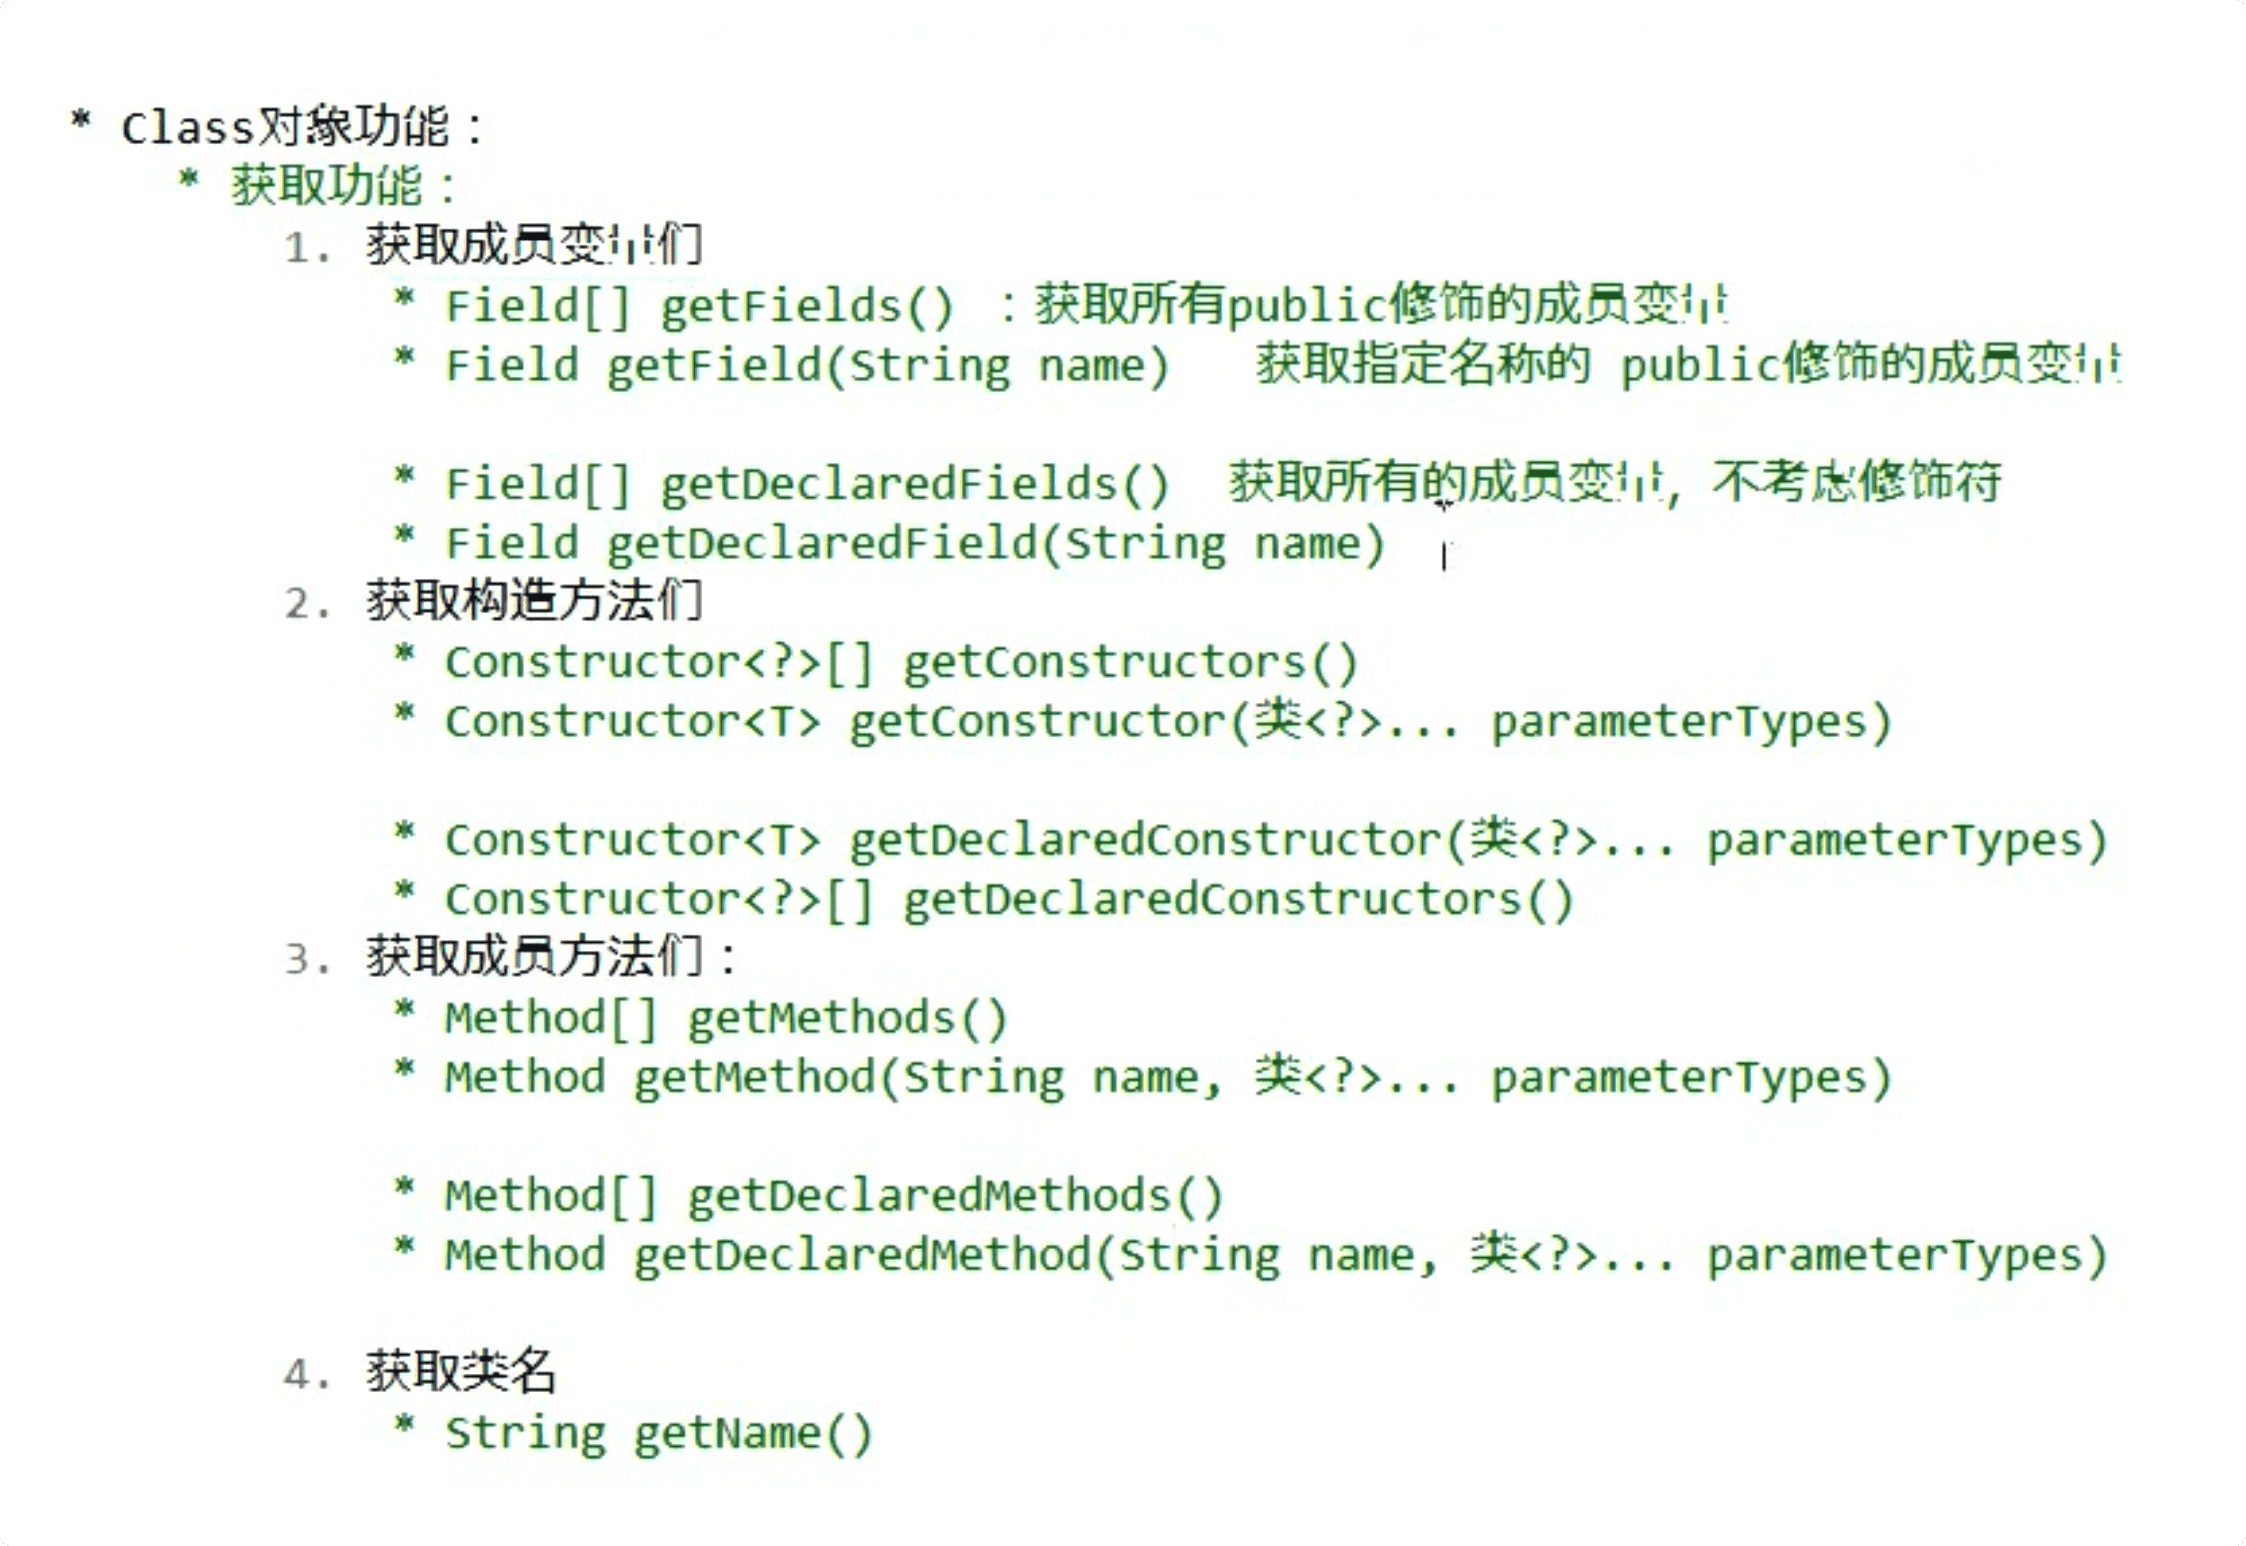 * Class对象功能：
* 获取功能：
1. 获取成员变量们
* Field[] getFields() ：获取所有public修饰的成员变量
* Field getField(String name) 获取指定名称的 public修饰的成员变量
* Field[] getDeclaredFields() 获取所有的成员变量，不考虑修饰符
* Field getDeclaredField(String name)
2. 获取构造方法们
* Constructor<?>[] getConstructors()
* Constructor<T> getConstructor(类<?>... parameterTypes)
* Constructor<T> getDeclaredConstructor(类<?>... parameterTypes)
* Constructor<?>[] getDeclaredConstructors()
3. 获取成员方法们：
* Method[] getMethods()
* Method getMethod(String name, 类<?>... parameterTypes)
* Method[] getDeclaredMethods()
* Method getDeclaredMethod(String name, 类<?>... parameterTypes)
4. 获取类名
* String getName()